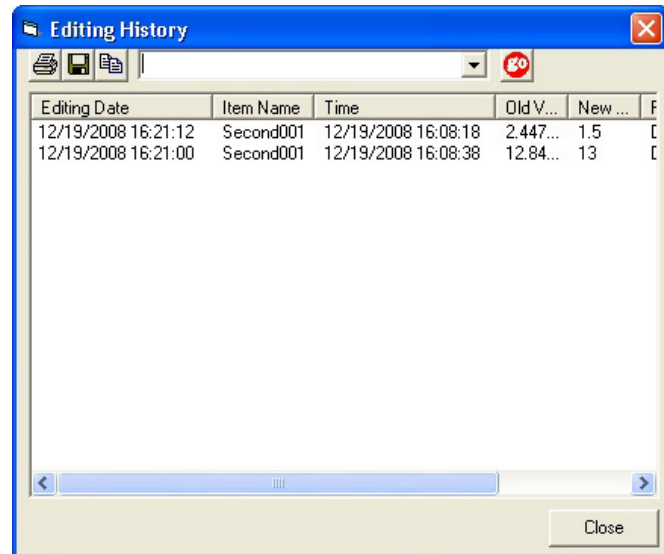 Editing History
go
Editing Date Item Name Time Old V... New ...
12/19/2008 16:21:12 Second001 12/19/2008 16:08:18 2.447... 1.5
12/19/2008 16:21:00 Second001 12/19/2008 16:08:38 12.84... 13
Close